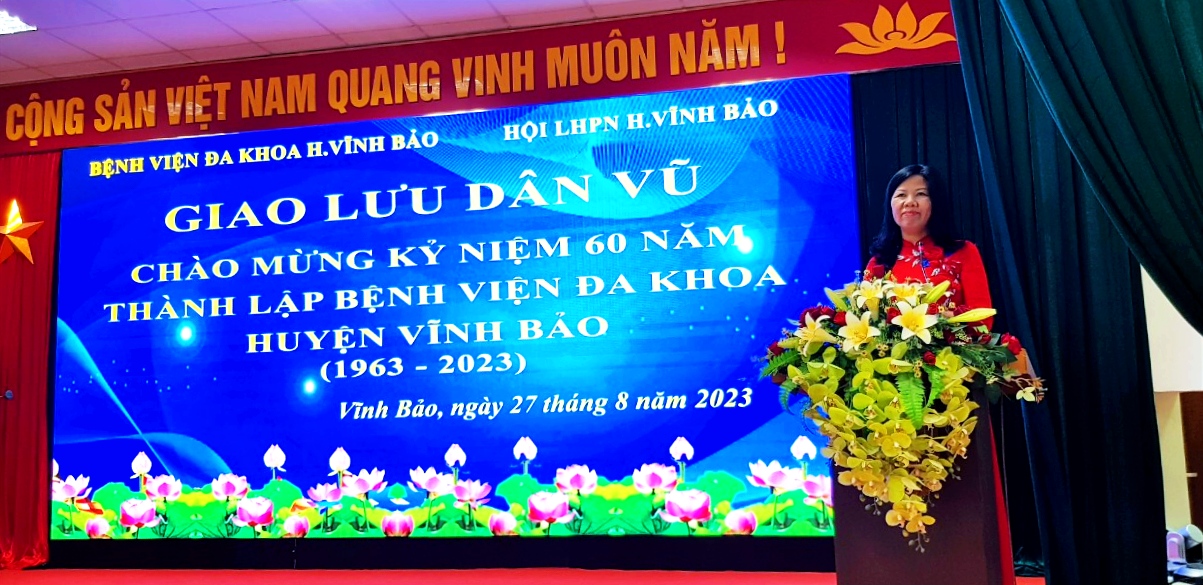 CỘNG SẢN VIỆT NAM QUANG VINH MUÔN NĂM !
BỆNH VIỆN ĐA KHOA H.VĨNH BẢO
HỘI LHPN H.VĨNH BẢO
GIAO LƯU DÂN VŨ
CHÀO MỪNG KỶ NIỆM 60 NĂM
THÀNH LẬP BỆNH VIỆN ĐA KHOA
HUYỆN VĨNH BẢO
(1963 - 2023)
Vĩnh Bảo, ngày 27 tháng 8 năm 2023